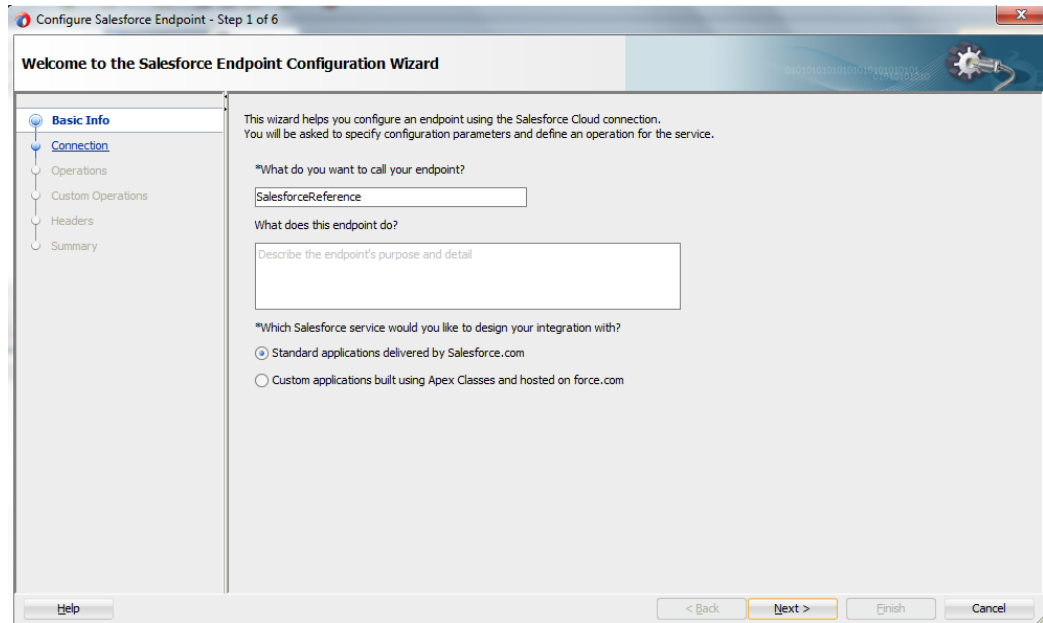 Configure Salesforce Endpoint - Step 1 of 6
Welcome to the Salesforce Endpoint Configuration Wizard
Basic Info
Connection
Operations
Custom Operations
Headers
Summary
This wizard helps you configure an endpoint using the Salesforce Cloud connection.
You will be asked to specify configuration parameters and define an operation for the service.
*What do you want to call your endpoint?
SalesforceReference
What does this endpoint do?
Describe the endpoint's purpose and detail
*Which Salesforce service would you like to design your integration with?
Standard applications delivered by Salesforce.com
Custom applications built using Apex Classes and hosted on force.com
Help
< Back
Next >
Finish
Cancel